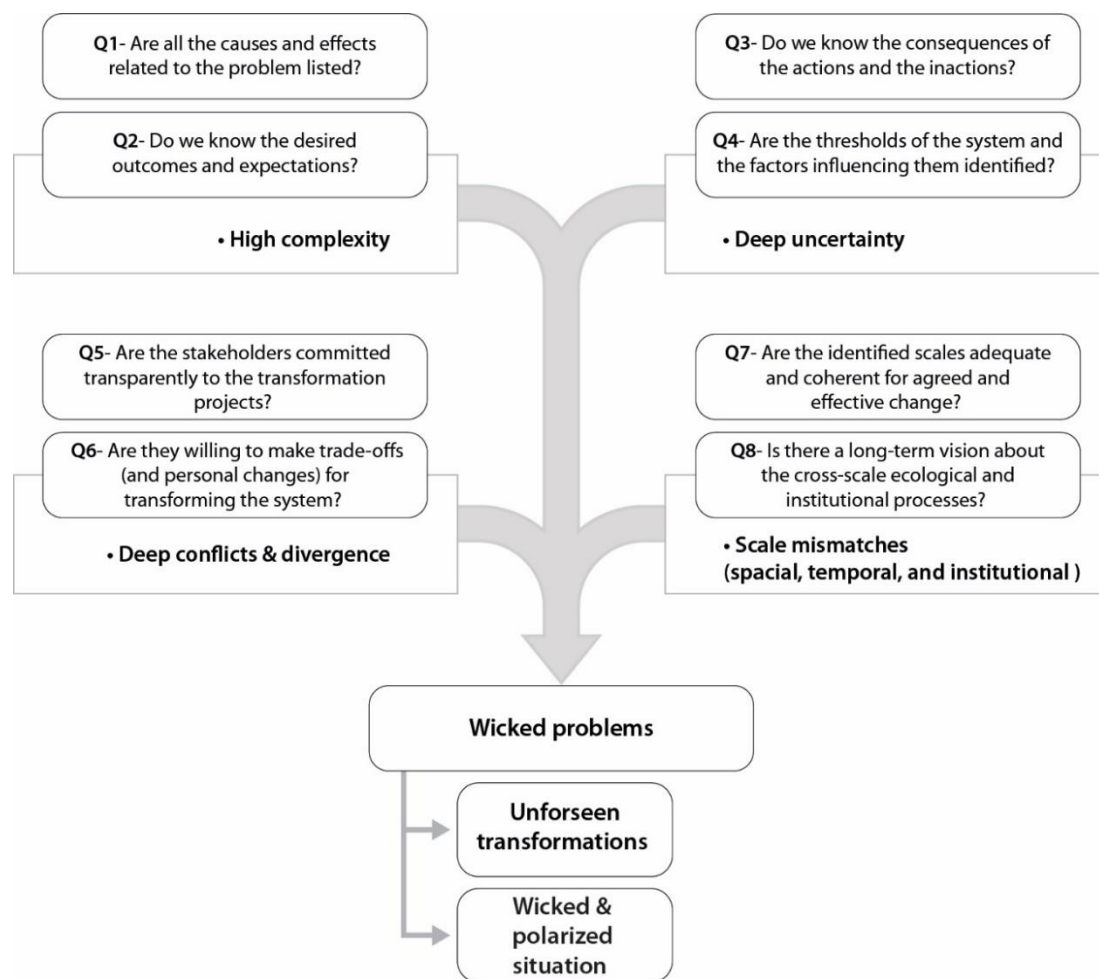 Q1- Are all the causes and effects
related to the problem listed?
Q2- Do we know the desired
outcomes and expectations?
• High complexity
Q3- Do we know the consequences of
the actions and the inactions?
Q4- Are the thresholds of the system and
the factors influencing them identified?
• Deep uncertainty
Q5- Are the stakeholders committed
transparently to the transformation
projects?
Q6- Are they willing to make trade-offs
(and personal changes) for
transforming the system?
• Deep conflicts & divergence
Q7- Are the identified scales adequate
and coherent for agreed and
effective change?
Q8- Is there a long-term vision about
the cross-scale ecological and
institutional processes?
• Scale mismatches
(spacial, temporal, and institutional )
Wicked problems
Unforseen
transformations
Wicked &
polarized
situation